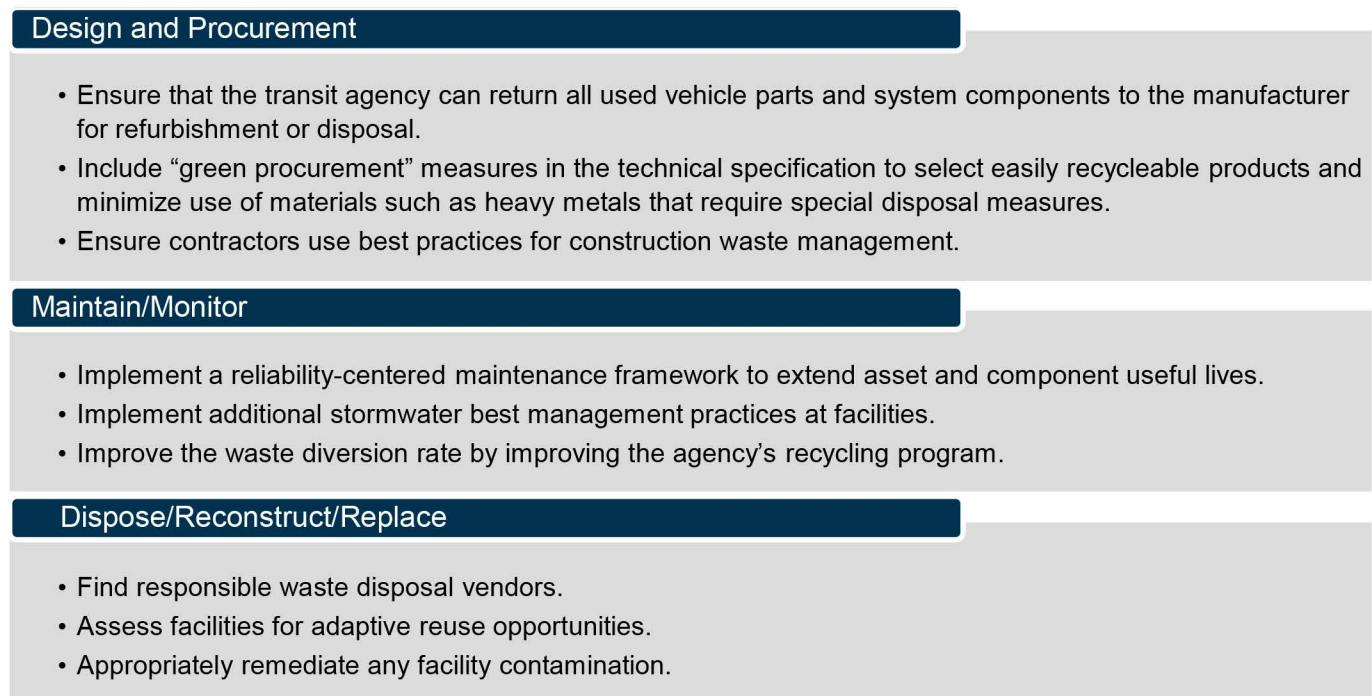 Design and Procurement
• Ensure that the transit agency can return all used vehicle parts and system components to the manufacturer
for refurbishment or disposal.
• Include “green procurement” measures in the technical specification to select easily recycleable products and
minimize use of materials such as heavy metals that require special disposal measures.
• Ensure contractors use best practices for construction waste management.
Maintain/Monitor
• Implement a reliability-centered maintenance framework to extend asset and component useful lives.
• Implement additional stormwater best management practices at facilities.
• Improve the waste diversion rate by improving the agency’s recycling program.
Dispose/Reconstruct/Replace
• Find responsible waste disposal vendors.
• Assess facilities for adaptive reuse opportunities.
• Appropriately remediate any facility contamination.